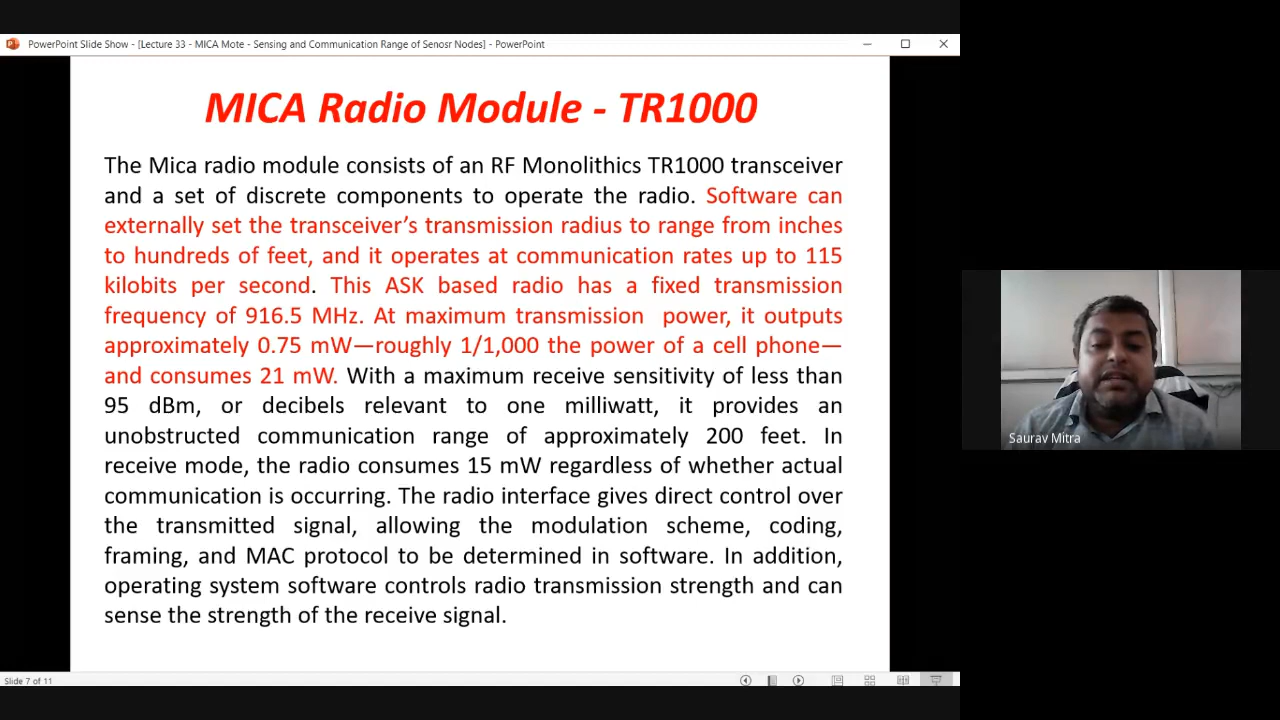 PowerPoint Slide Show - [Lecture 33 - MICA Mote - Sensing and Communication Range of Senosr Nodes] - PowerPoint
MICA Radio Module - TR1000
The Mica radio module consists of an RF Monolithics TR1000 transceiver
and a set of discrete components to operate the radio. Software can
externally set the transceiver’s transmission radius to range from inches
to hundreds of feet, and it operates at communication rates up to 115
kilobits per second. This ASK based radio has a fixed transmission
frequency of 916.5 MHz. At maximum transmission power, it outputs
approximately 0.75 mW—roughly 1/1,000 the power of a cell phone—
and consumes 21 mW. With a maximum receive sensitivity of less than
95 dBm, or decibels relevant to one milliwatt, it provides an
unobstructed communication range of approximately 200 feet. In
receive mode, the radio consumes 15 mW regardless of whether actual
communication is occurring. The radio interface gives direct control over
the transmitted signal, allowing the modulation scheme, coding,
framing, and MAC protocol to be determined in software. In addition,
operating system software controls radio transmission strength and can
sense the strength of the receive signal.
Slide 7 of 11
Saurav Mitra